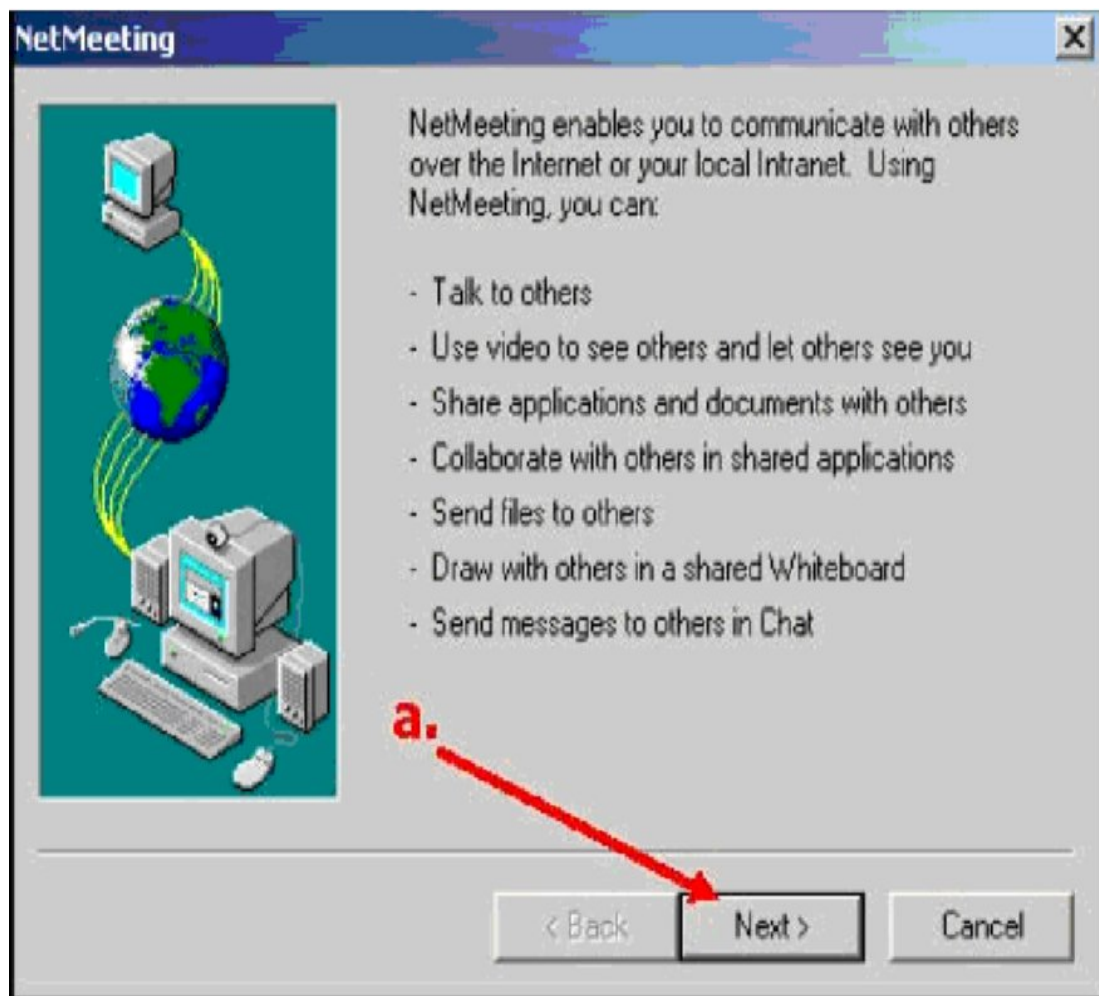 NetMeeting
NetMeeting enables you to communicate with others
over the Internet or your local Intranet. Using
NetMeeting, you can:
- Talk to others
- Use video to see others and let others see you
- Share applications and documents with others
- Collaborate with others in shared applications
- Send files to others
- Draw with others in a shared Whiteboard
- Send messages to others in Chat
a.
< Back Next > Cancel